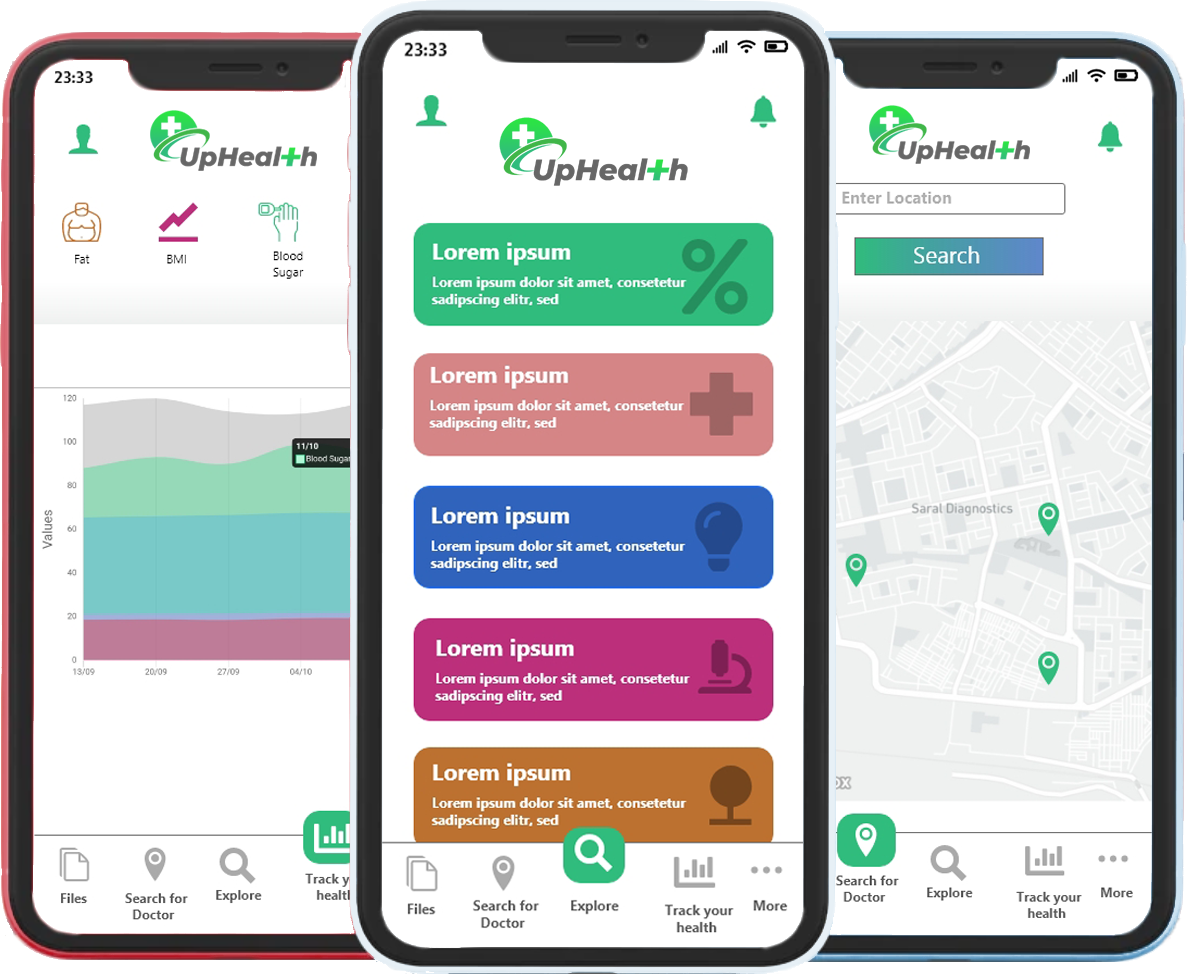 23:33
UpHealth
Fat
BMI
Blood
Sugar
120
100
80
60
40
20
0
Values
11/10
Blood Sugar
13/09
20/09
27/09
04/10
Files
Search for
Doctor
Explore
Track y
healt
23:33
UpHealth
Lorem ipsum
Lorem ipsum dolor sit amet, consetetur
sadipscing elitr, sed
Lorem ipsum
Lorem ipsum dolor sit amet, consetetur
sadipscing elitr, sed
Lorem ipsum
Lorem ipsum dolor sit amet, consetetur
sadipscing elitr, sed
Lorem ipsum
Lorem ipsum dolor sit amet, consetetur
sadipscing elitr, sed
Lorem ipsum
Lorem ipsum dolor sit amet, consetetur
sadipscing elitr, sed
Files
Search for
Doctor
Explore
Track your
health
More
UpHealth
Enter Location
Search
Saral Diagnostics
ox
Search for
Doctor
Explore
Track your
health
More